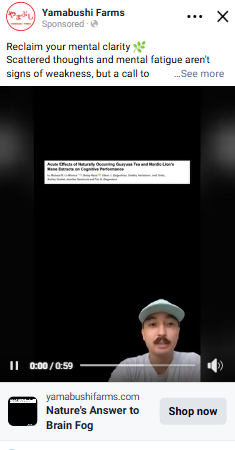 Yamabushi Farms
Sponsored ·
Reclaim your mental clarity 🌿
Scattered thoughts and mental fatigue aren't
signs of weakness, but a call to …See more
Acute Effects of Naturally Occurring Guayusa Tea and Nordic Lion's
Mane Extracts on Cognitive Performance
0:00 / 0:59
yamabushifarms.com
Nature's Answer to
Brain Fog
Shop now